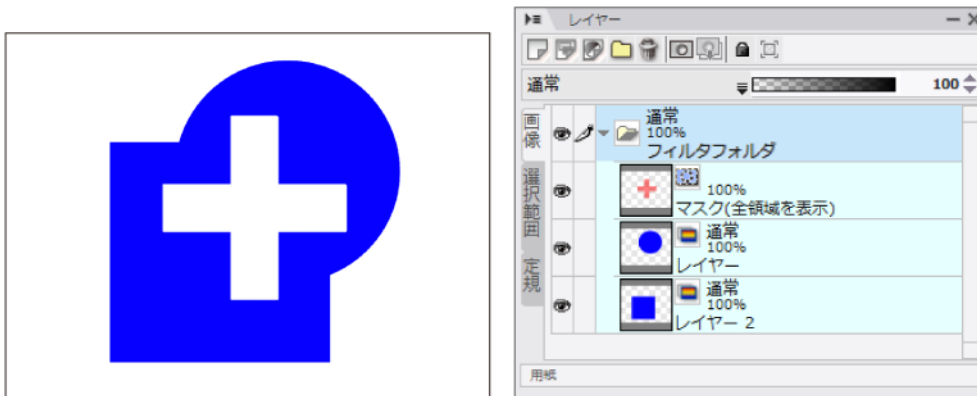 レイヤー
通常
100
画像
選択範囲
定規
通常
100%
フィルタフォルダ
100%
マスク(全領域を表示)
通常
100%
レイヤー
通常
100%
レイヤー 2
用紙